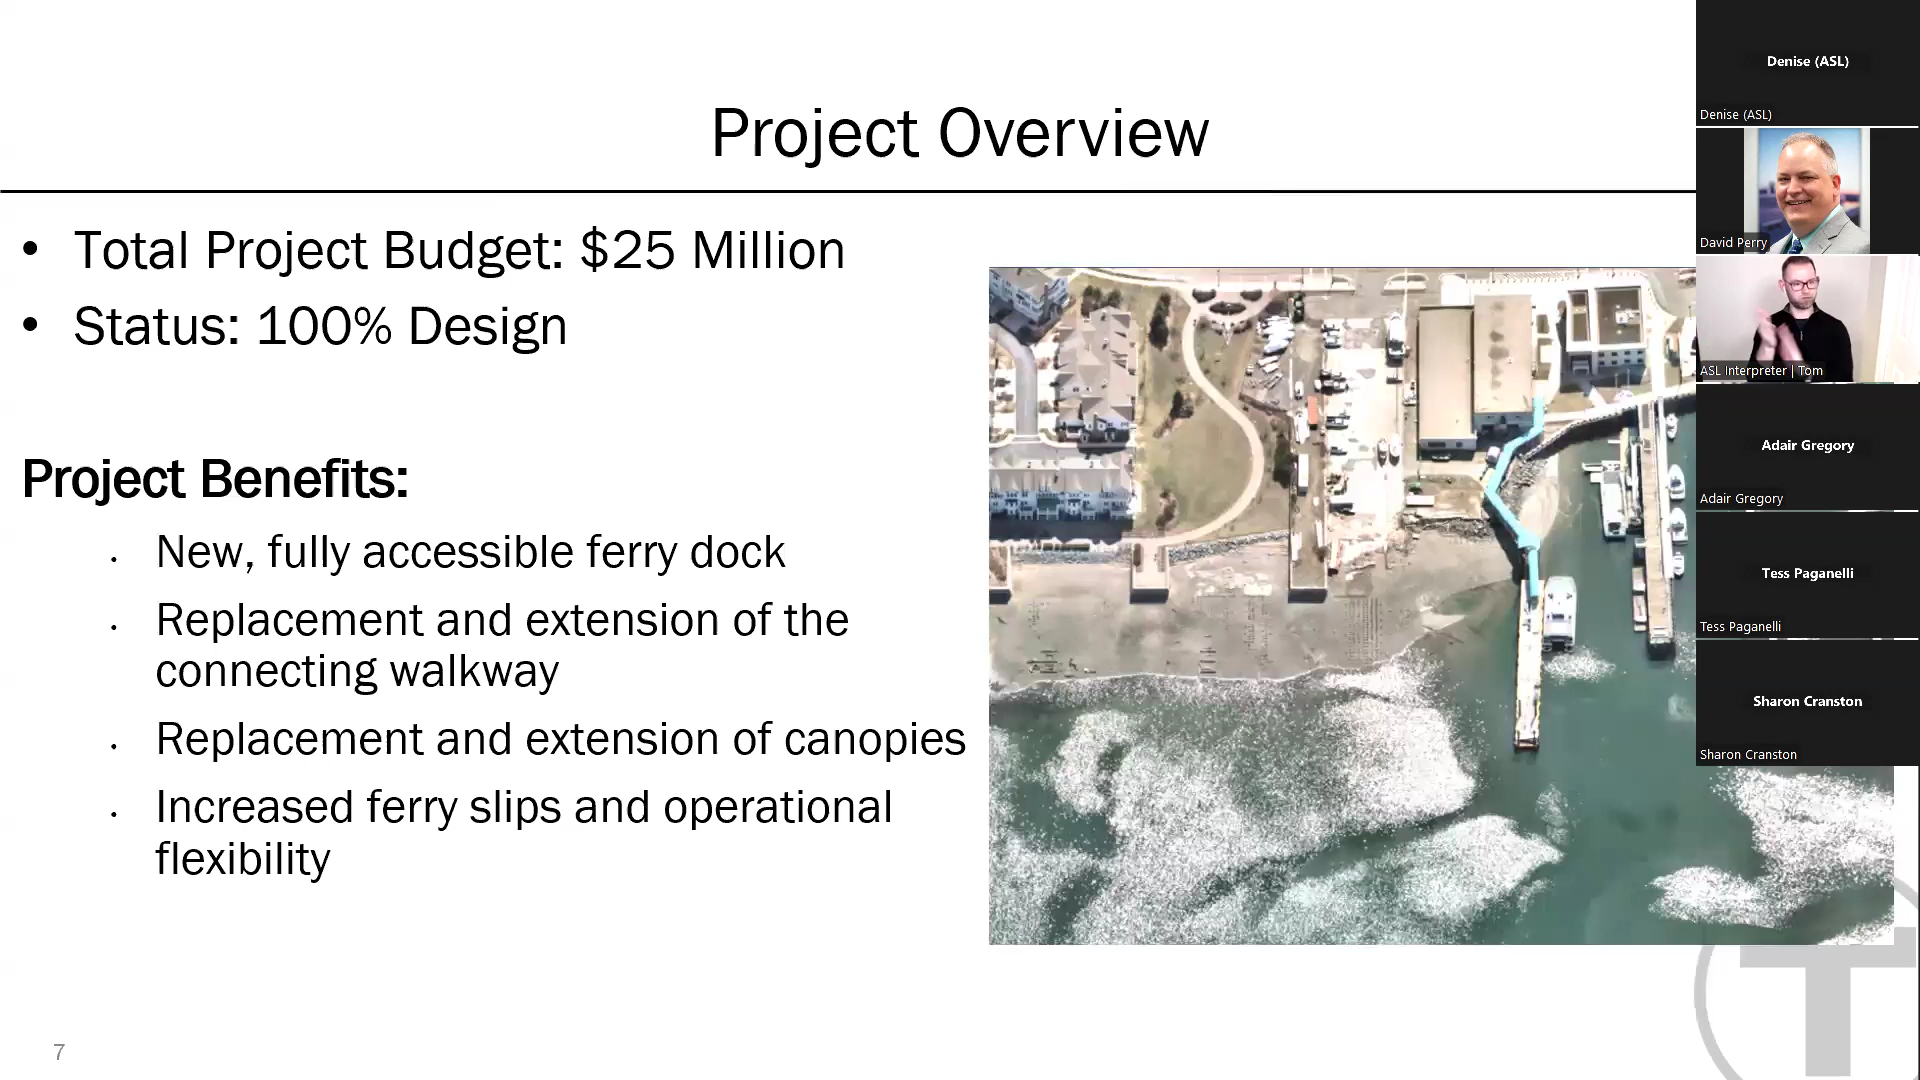 Project Overview
• Total Project Budget: $25 Million
• Status: 100% Design
Project Benefits:
• New, fully accessible ferry dock
• Replacement and extension of the
connecting walkway
• Replacement and extension of canopies
• Increased ferry slips and operational
flexibility
7
T
Denise (ASL)
Denise (ASL)
David Perry
ASL Interpreter | Tom
Adair Gregory
Adair Gregory
Tess Paganelli
Tess Paganelli
Sharon Cranston
Sharon Cranston